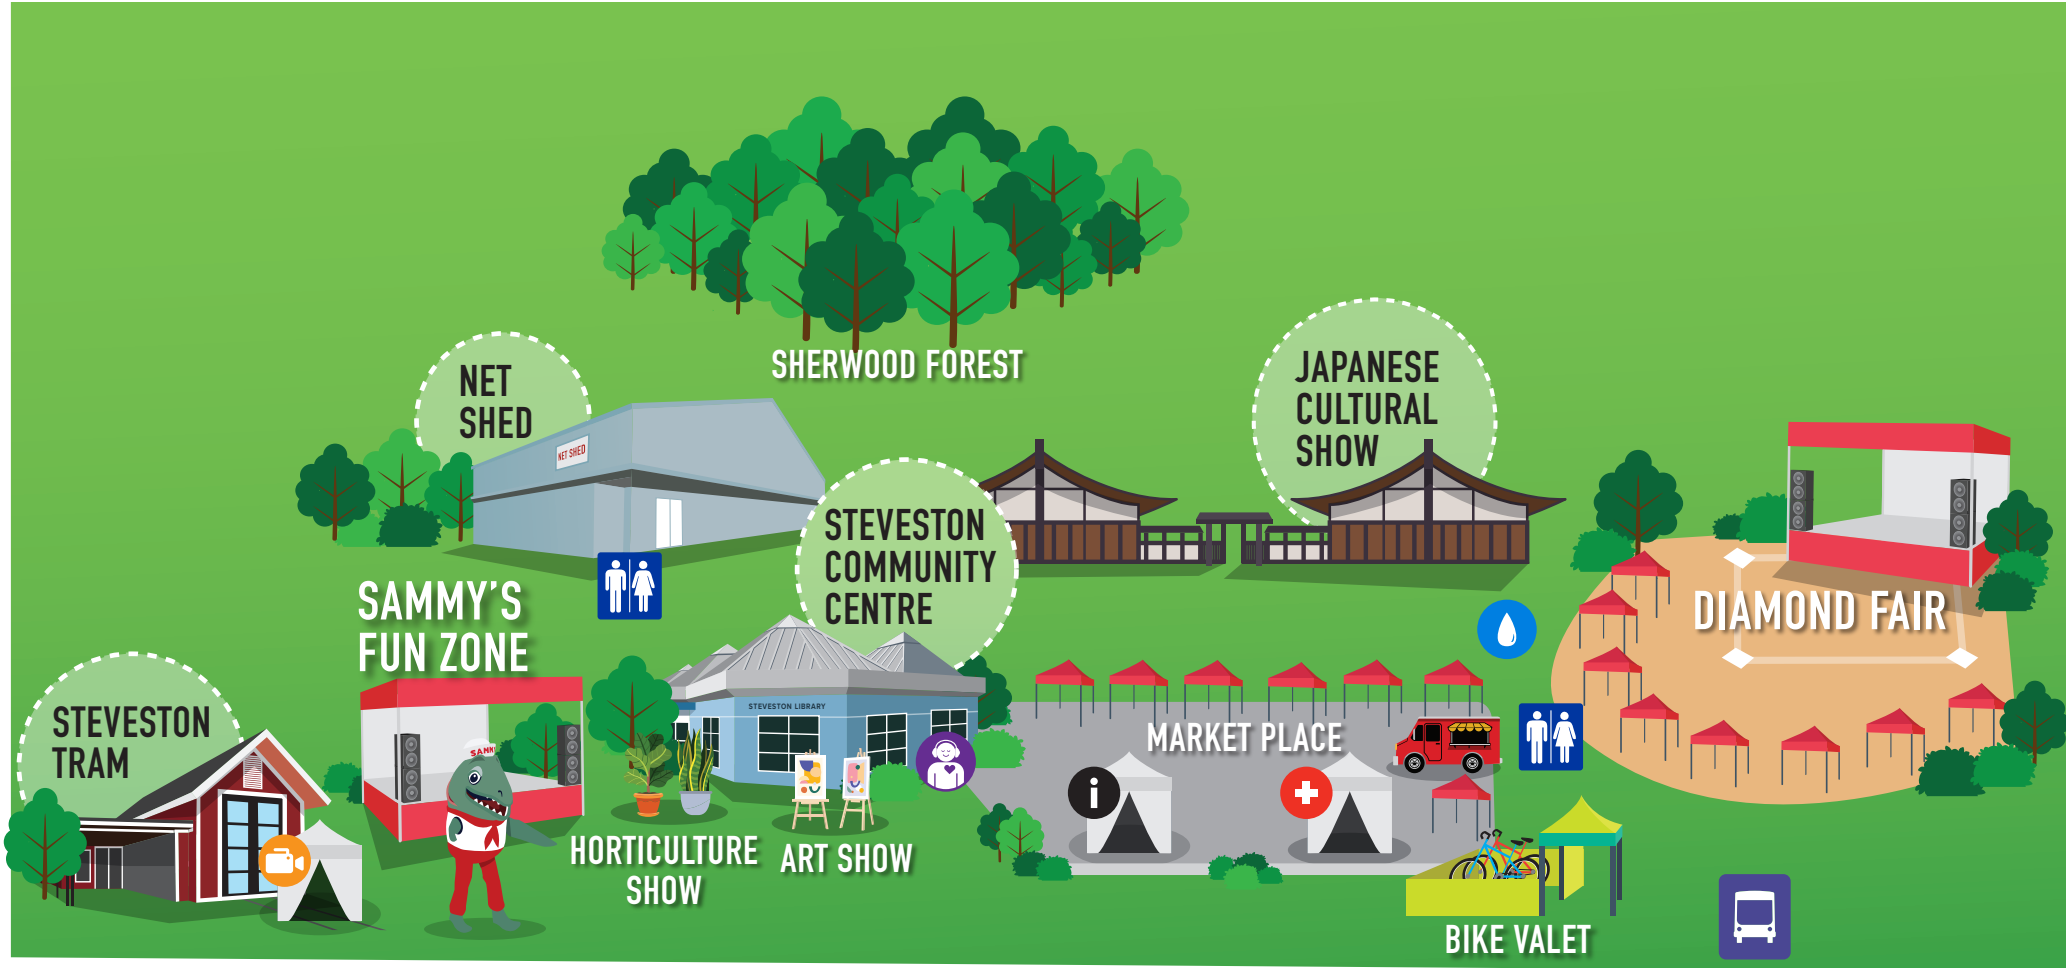 SHERWOOD FOREST
NET
SHED
NET SHED
JAPANESE
CULTURAL
SHOW
STEVESTON
COMMUNITY
CENTRE
SAMMY'S
FUN ZONE
DIAMOND FAIR
STEVESTON
TRAM
STEVESTON LIBRARY
MARKET PLACE
i
HORTICULTURE
SHOW
ART SHOW
BIKE VALET